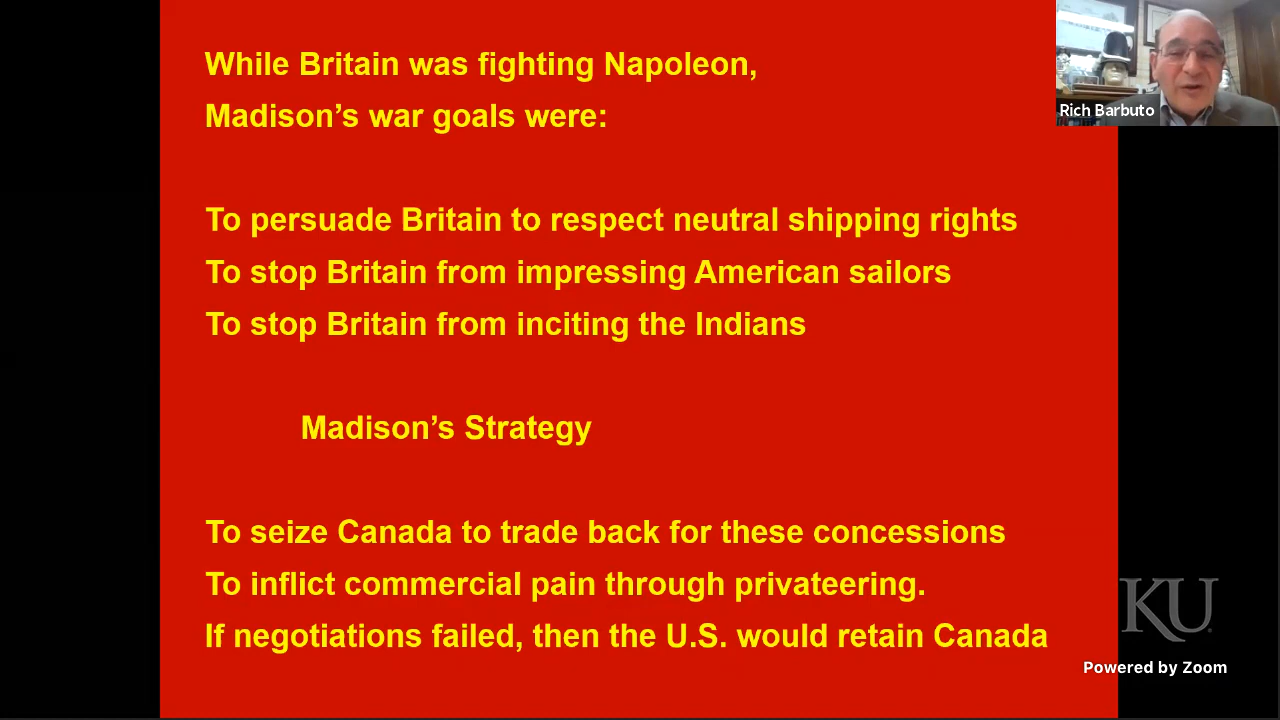 While Britain was fighting Napoleon,
Madison’s war goals were:
To persuade Britain to respect neutral shipping rights
To stop Britain from impressing American sailors
To stop Britain from inciting the Indians
Madison’s Strategy
To seize Canada to trade back for these concessions
To inflict commercial pain through privateering.
If negotiations failed, then the U.S. would retain Canada
Rich Barbuto
KU
Powered by Zoom